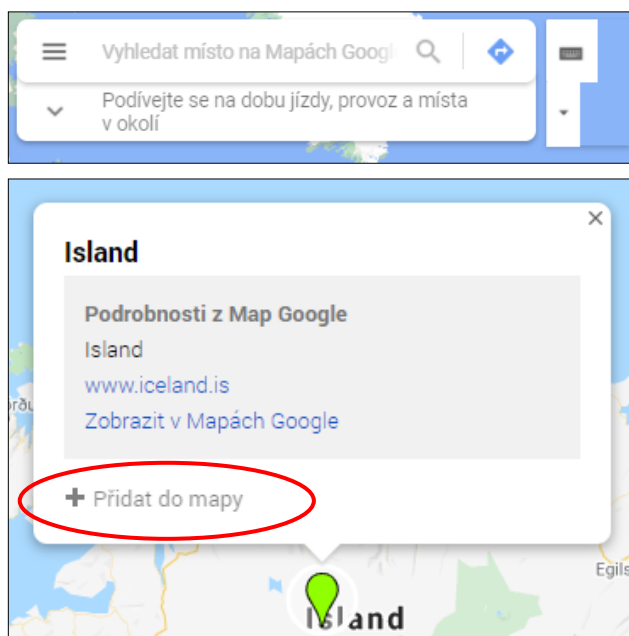 Vyhledat místo na Mapách Googl
Podívejte se na dobu jízdy, provoz a místa
v okolí
Island
Podrobnosti z Map Google
Island
www.iceland.is
Zobrazit v Mapách Google
Přidat do mapy
Egils
Island